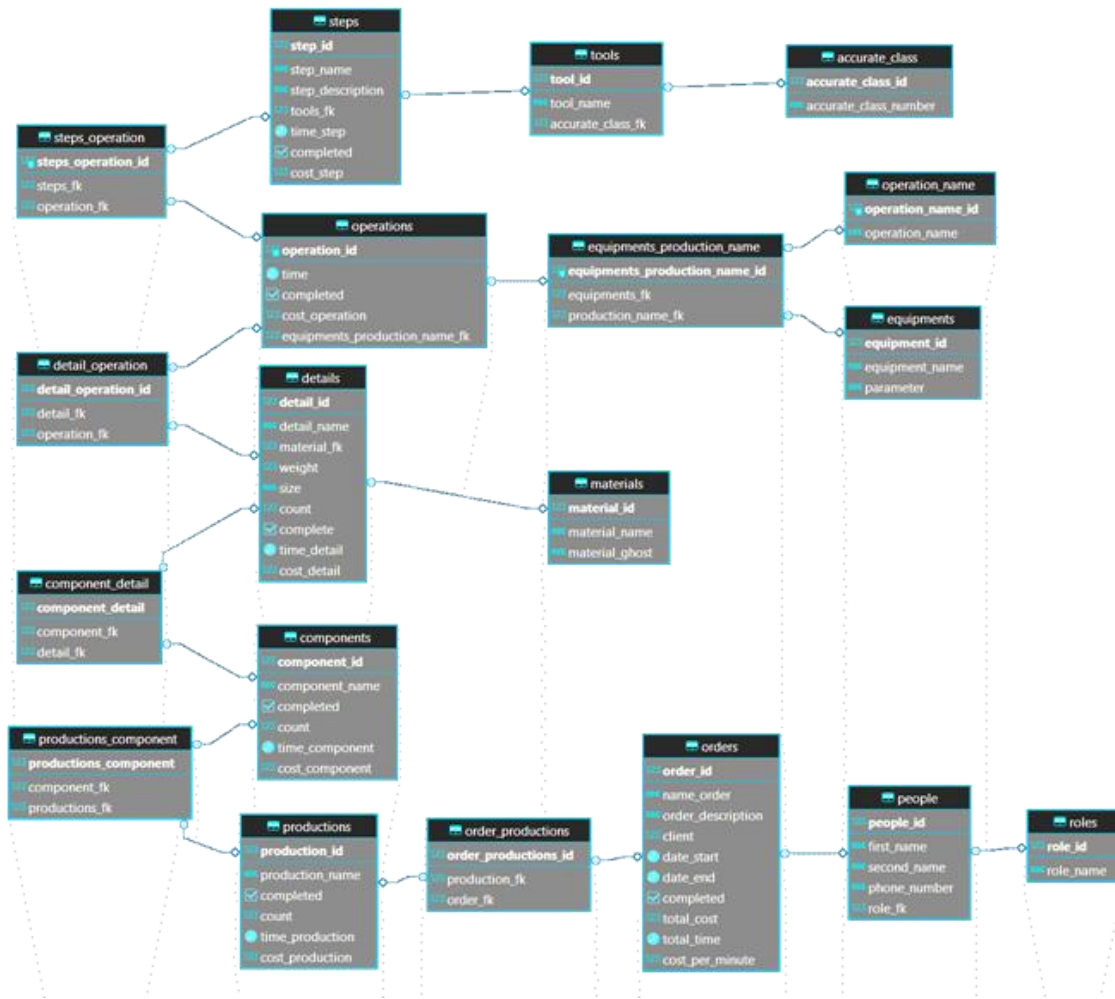 steps
step_id
step_name
step_description
tools_fk
time_step
completed
cost_step
tools
tool_id
tool_name
accurate_class_fk
accurate_class
accurate_class_id
accurate_class_number
steps_operation
steps_operation_id
steps_fk
operation_fk
operations
operation_id
time
completed
cost_operation
equipments_production_name_fk
equipments_production_name
equipments_production_name_id
equipments_fk
production_name_fk
operation_name
operation_name_id
operation_name
equipments
equipment_id
equipment_name
parameter
detail_operation
detail_operation_id
detail_fk
operation_fk
details
detail_id
detail_name
material_fk
weight
size
count
complete
time_detail
cost_detail
materials
material_id
material_name
material_ghost
component_detail
component_detail
component_fk
detail_fk
components
component_id
component_name
completed
count
time_component
cost_component
productions_component
productions_component
component_fk
productions_fk
productions
production_id
production_name
completed
count
time_production
cost_production
order_productions
order_productions_id
production_fk
order_fk
orders
order_id
name_order
order_description
client
date_start
date_end
completed
total_cost
total_time
cost_per_minute
people
people_id
first_name
second_name
phone_number
role_fk
roles
role_id
role_name